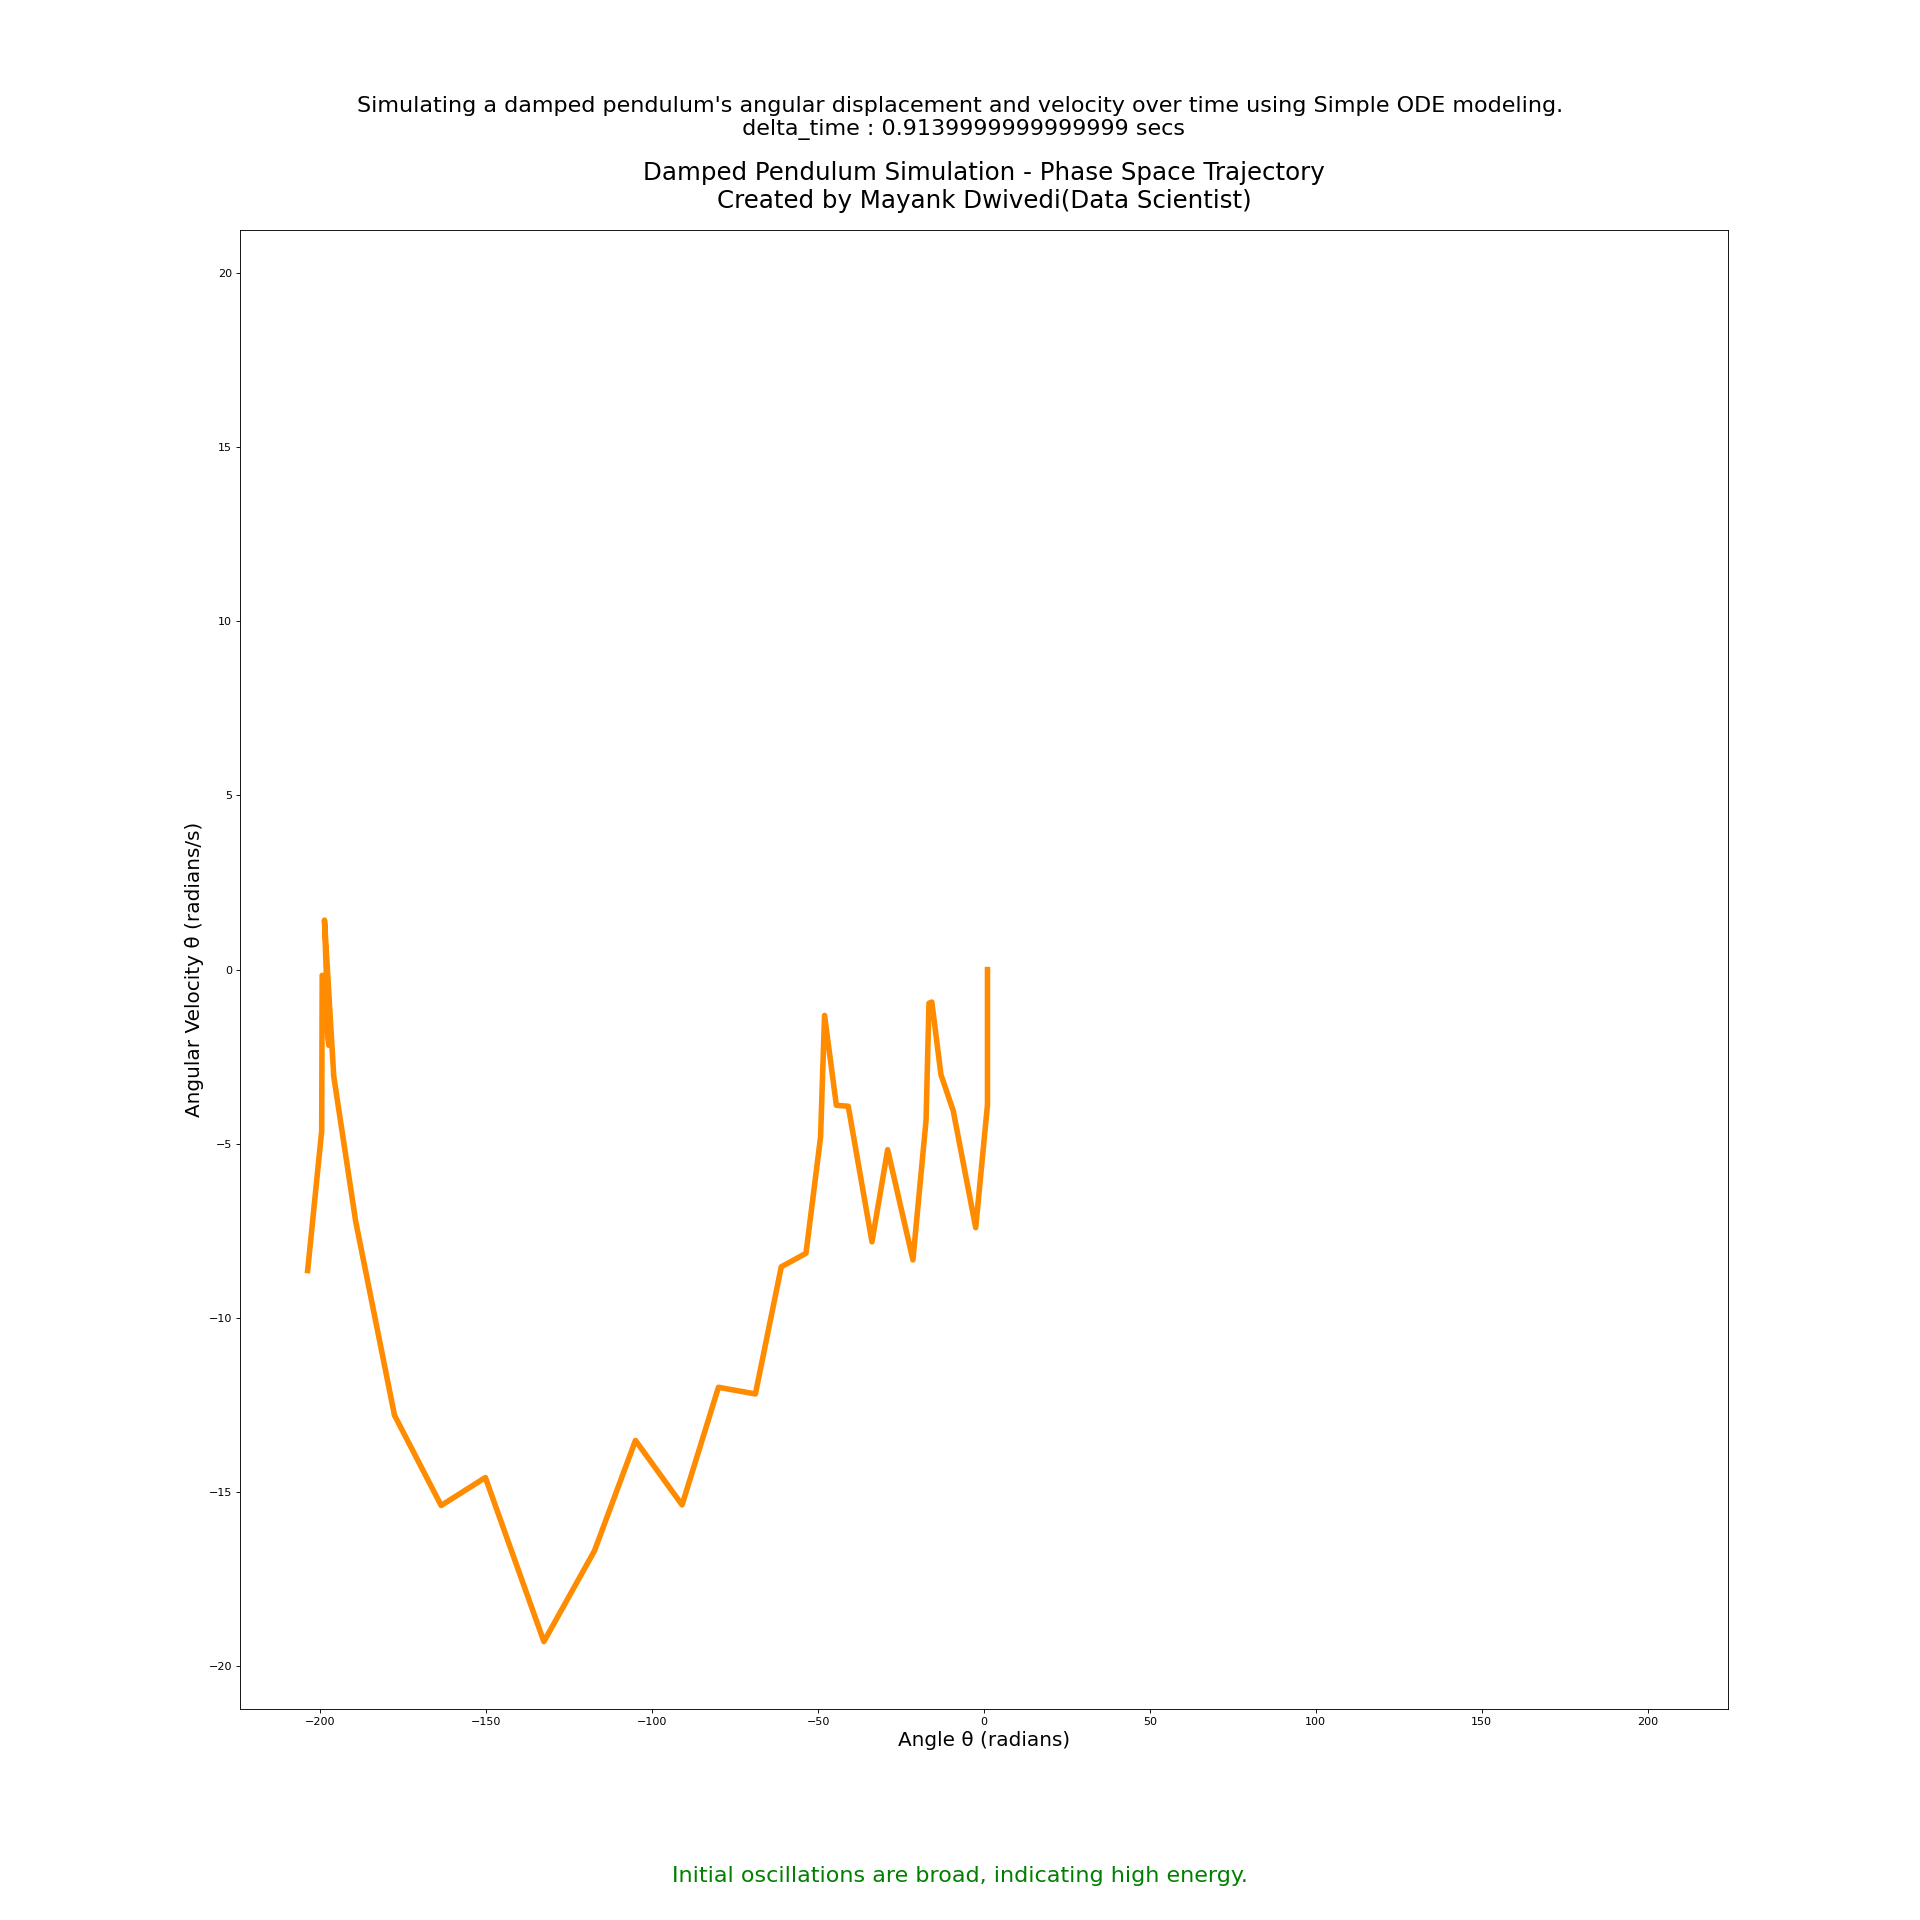 Simulating a damped pendulum's angular displacement and velocity over time using Simple ODE modeling.
delta_time : 0.9139999999999999 secs
Damped Pendulum Simulation - Phase Space Trajectory
Created by Mayank Dwivedi(Data Scientist)
20
15
10
5
0
−5
−10
−15
−20
Angular Velocity θ (radians/s)
−200
−150
−100
−50
0
50
100
150
200
Angle θ (radians)
Initial oscillations are broad, indicating high energy.